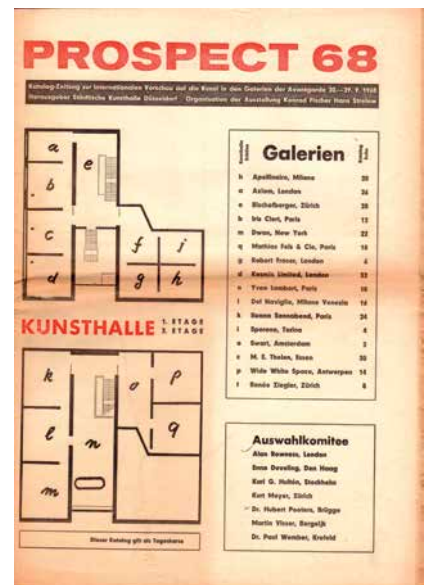 PROSPECT 68
Katalog-Zeitung zur Internationalen Vorschau auf die Kunst in den Galerien der Avantgarde 20.–29. 9. 1968
Herausgeber Städtische Kunsthalle Düsseldorf Organisation der Ausstellung Konrad Fischer Hans Strelow
a
b
c
d
e
f
j
g
h
KUNSTHALLE
1. ETAGE
2. ETAGE
k
l
m
n
o
p
q
Dieser Katalog gilt als Tageskarte
Galerien
h Apollinaire, Milano 20
Axiom, London 26
Bischofberger, Zürich 28
b Iris Clert, Paris 12
Dwan, New York 22
q Mathias Fels & Cie, Paris 18
g Robert Fraser, London 6
Kasmin Limited, London 32
Yvon Lambert, Paris
Del Naviglio, Milano Venezia 16
k Ileana Sonnabend, Paris 24
Sperone, Torino 4
Swart, Amsterdam
M. E. Thelen, Essen 30
p Wide White Space, Antwerpen 14
Renée Ziegler, Zürich 8
Auswahlkomitee
Alan Bowness, London
Enno Develing, Den Haag
Karl G. Hultén, Stockholm
Kurt Meyer, Zürich
Dr. Hubert Peeters, Brügge
Martin Visser, Bergeijk
Dr. Paul Wember, Krefeld